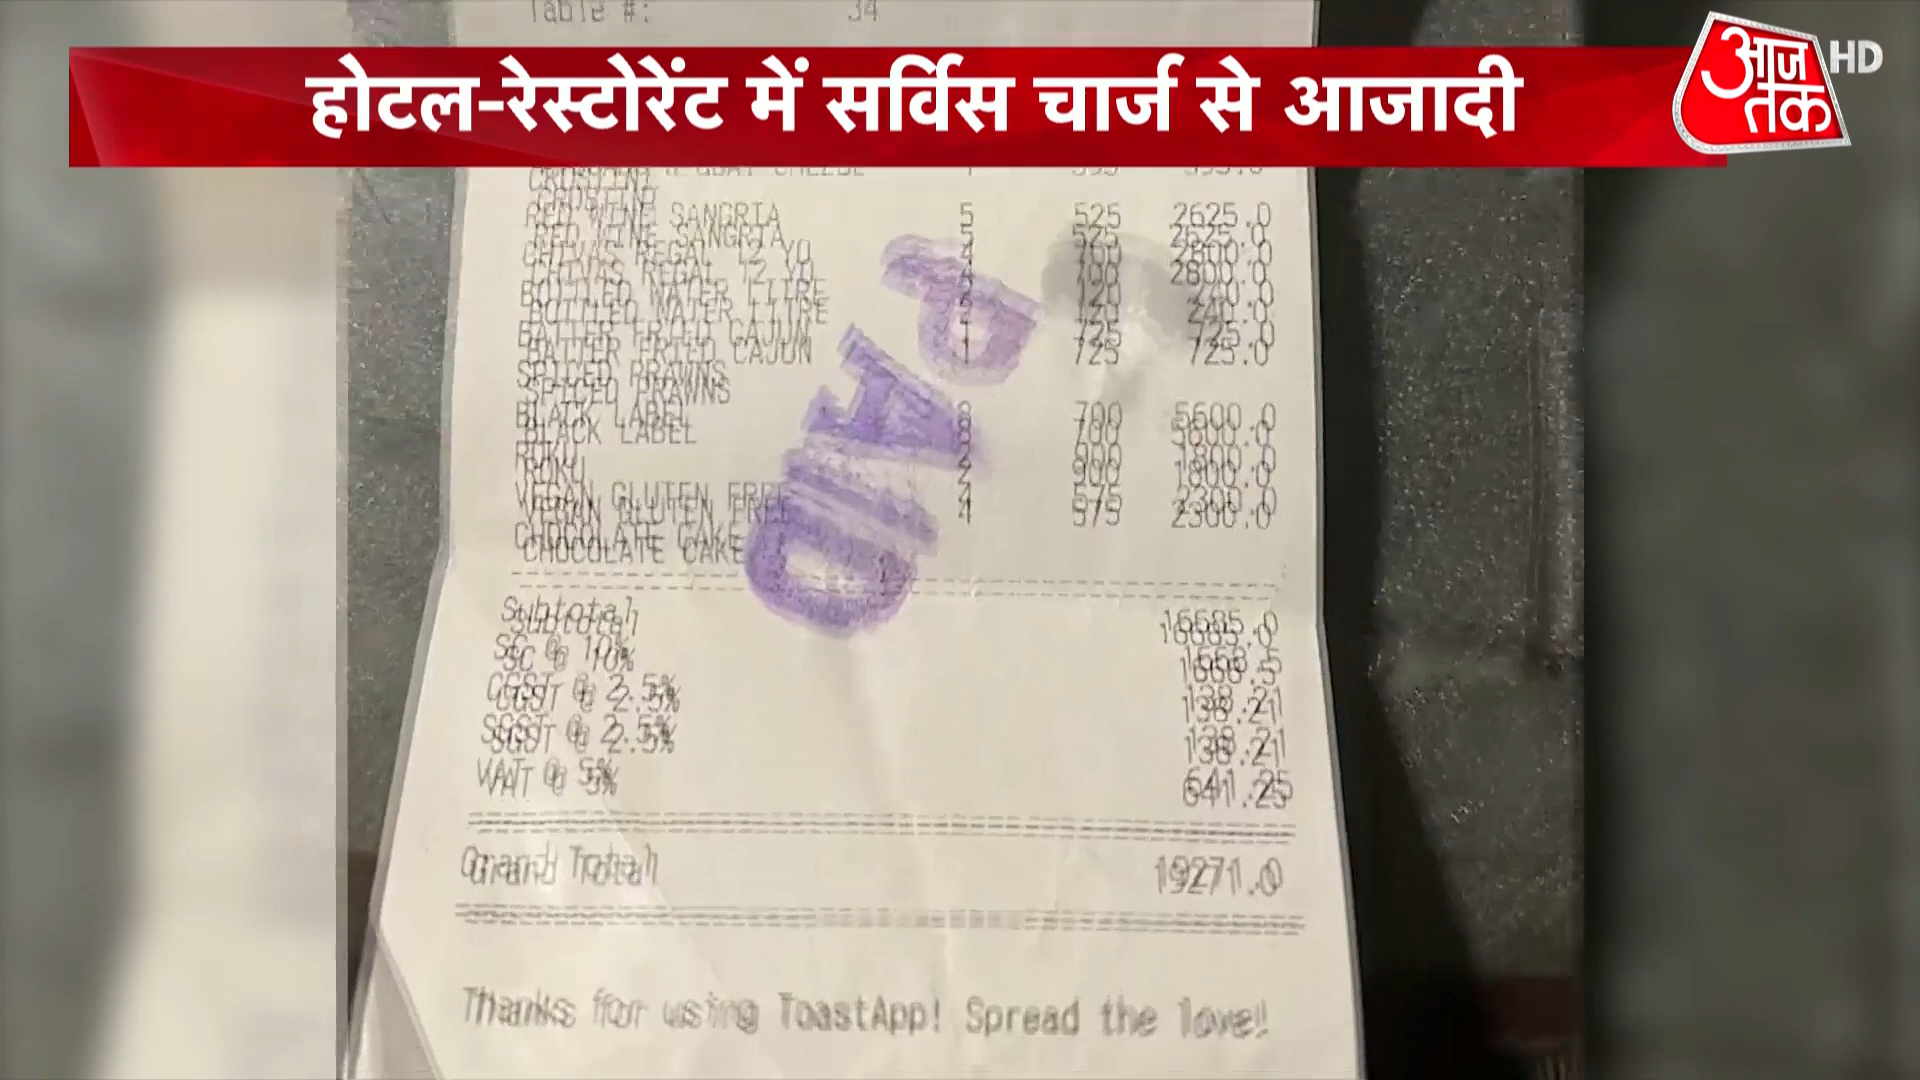 Table #: 34
होटल-रेस्टोरेंट में सर्विस चार्ज से आजादी
आज तक HD
CROSTINI
RED WINE SANGRIA 5 525 2625.0
CHIVAS REGAL 12 YO 4 700 2800.0
BOTTLED WATER LITRE 2 120 240.0
BATTER FRIED CAJUN 1 725 725.0
SPICED PRAWNS
BLACK LABEL 8 700 5600.0
ROKU 2 900 1800.0
VEGAN GLUTEN FREE 4 575 2300.0
CHOCOLATE CAKE
PAID
Subtotal 16685.0
SC @ 10% 1668.5
CGST @ 2.5% 138.21
SGST @ 2.5% 138.21
VAT @ 5% 641.25
Grand Total 19271.0
Thanks for using ToastApp! Spread the love!